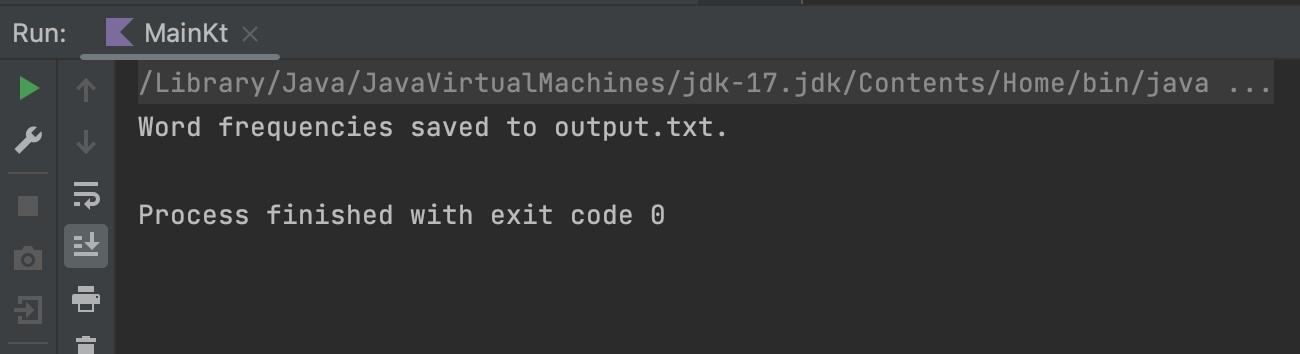 Run: MainKt
/Library/Java/JavaVirtualMachines/jdk-17.jdk/Contents/Home/bin/java ...
Word frequencies saved to output.txt.
Process finished with exit code 0